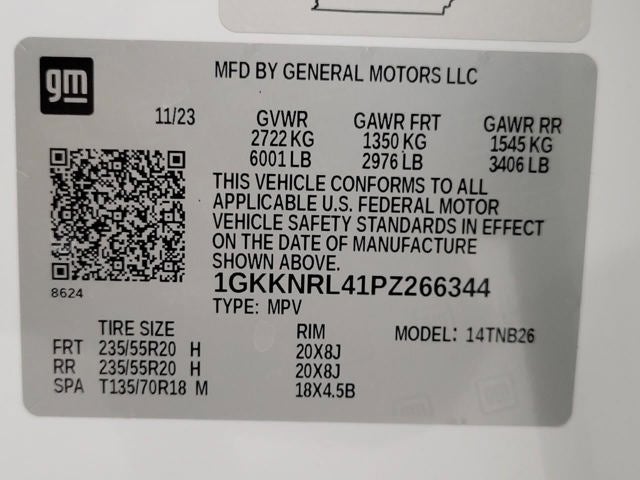 gm
MFD BY GENERAL MOTORS LLC
11/23 GVWR GAWR FRT GAWR RR
2722 KG 1350 KG 1545 KG
6001 LB 2976 LB 3406 LB
THIS VEHICLE CONFORMS TO ALL
APPLICABLE U.S. FEDERAL MOTOR
VEHICLE SAFETY STANDARDS IN EFFECT
ON THE DATE OF MANUFACTURE
SHOWN ABOVE.
8624
1GKKNRL41PZ266344
TYPE: MPV
TIRE SIZE RIM MODEL: 14TNB26
FRT 235/55R20 H 20X8J
RR 235/55R20 H 20X8J
SPA T135/70R18 M 18X4.5B